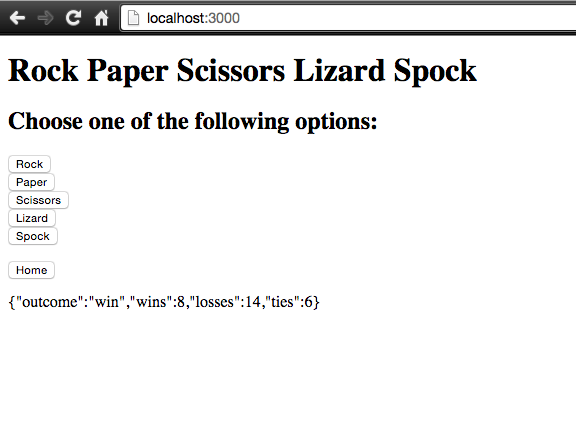 localhost:3000
Rock Paper Scissors Lizard Spock
Choose one of the following options:
Rock
Paper
Scissors
Lizard
Spock
Home
{"outcome":"win","wins":8,"losses":14,"ties":6}